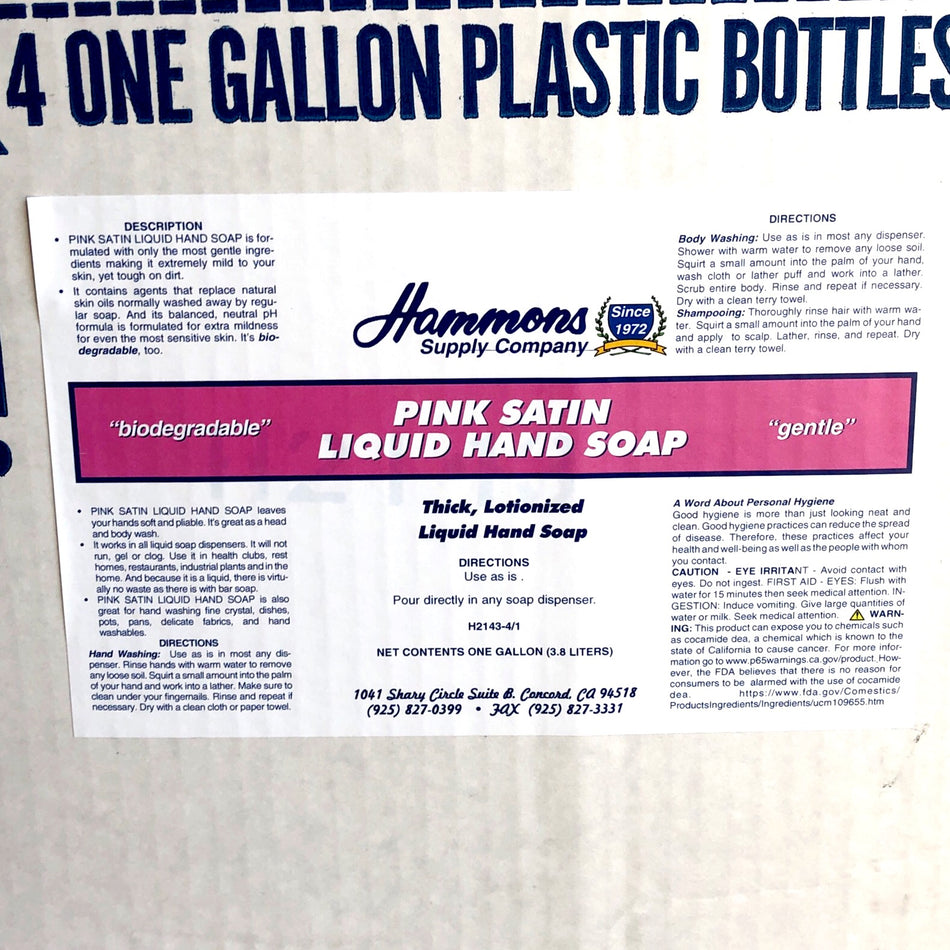 4 ONE GALLON PLASTIC BOTTLES
DESCRIPTION
• PINK SATIN LIQUID HAND SOAP is for-
mulated with only the most gentle ingre-
dients making it extremely mild to your
skin, yet tough on dirt.
• It contains agents that replace natural
skin oils normally washed away by regu-
lar soap. And its balanced, neutral pH
formula is formulated for extra mildness
for even the most sensitive skin. It's bio-
degradable, too.
Hammons
Supply Company
Since
1972
DIRECTIONS
Body Washing: Use as is in most any dispenser.
Shower with warm water to remove any loose soil.
Squirt a small amount into the palm of your hand,
wash cloth or lather puff and work into a lather.
Scrub entire body. Rinse and repeat if necessary.
Dry with a clean terry towel.
Shampooing: Thoroughly rinse hair with warm wa-
ter. Squirt a small amount into the palm of your hand
and apply to scalp. Lather, rinse, and repeat. Dry
with a clean terry towel.
"biodegradable"
PINK SATIN
LIQUID HAND SOAP
"gentle"
• PINK SATIN LIQUID HAND SOAP leaves
your hands soft and pliable. It's great as a head
and body wash.
• It works in all liquid soap dispensers. It will not
run, gel or clog. Use it in health clubs, rest
homes, restaurants, industrial plants and in the
home. And because it is a liquid, there is virtu-
ally no waste as there is with bar soap.
• PINK SATIN LIQUID HAND SOAP is also
great for hand washing fine crystal, dishes,
pots, pans, delicate fabrics, and hand
washables.
DIRECTIONS
Hand Washing: Use as is in most any dis-
penser. Rinse hands with warm water to remove
any loose soil. Squirt a small amount into the palm
of your hand and work into a lather. Make sure to
clean under your fingernails. Rinse and repeat if
necessary. Dry with a clean cloth or paper towel.
Thick, Lotionized
Liquid Hand Soap
DIRECTIONS
Use as is .
Pour directly in any soap dispenser.
H2143-4/1
NET CONTENTS ONE GALLON (3.8 LITERS)
1041 Shary Circle Suite B. Concord, CA 94518
(925) 827-0399 • FAX (925) 827-3331
A Word About Personal Hygiene
Good hygiene is more than just looking neat and
clean. Good hygiene practices can reduce the spread
of disease. Therefore, these practices affect your
health and well-being as well as the people with whom
you contact.
CAUTION - EYE IRRITANT - Avoid contact with
eyes. Do not ingest. FIRST AID - EYES: Flush with
water for 15 minutes then seek medical attention. IN-
GESTION: Induce vomiting. Give large quantities of
water or milk. Seek medical attention. ⚠ WARN-
ING: This product can expose you to chemicals such
as cocamide dea, a chemical which is known to the
state of California to cause cancer. For more infor-
mation go to www.p65warnings.ca.gov/product. How-
ever, the FDA believes that there is no reason for
consumers to be alarmed with the use of cocamide
dea. https://www.fda.gov/Comestics/
ProductsIngredients/Ingredients/ucm109655.htm